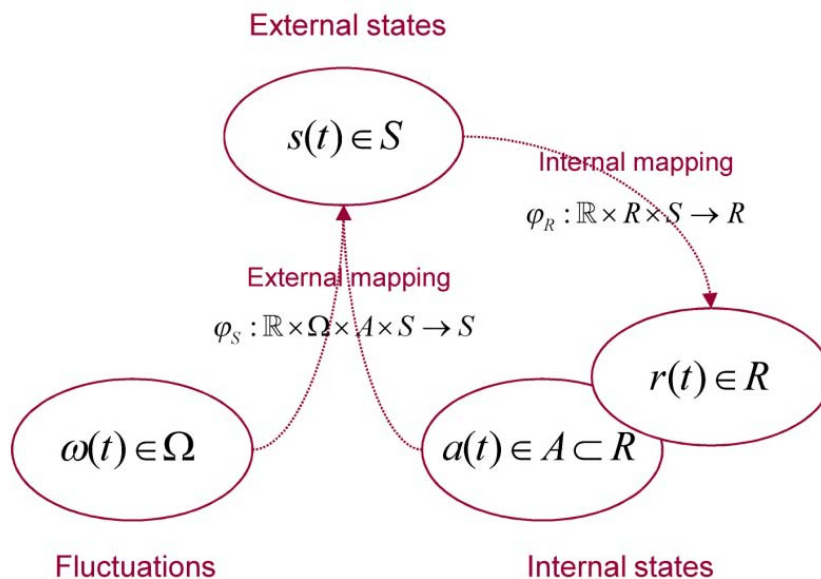 External states
s(t) ∈ S
Internal mapping
φ_R : ℝ × R × S → R
External mapping
φ_S : ℝ × Ω × A × S → S
r(t) ∈ R
ω(t) ∈ Ω
a(t) ∈ A ⊂ R
Fluctuations
Internal states